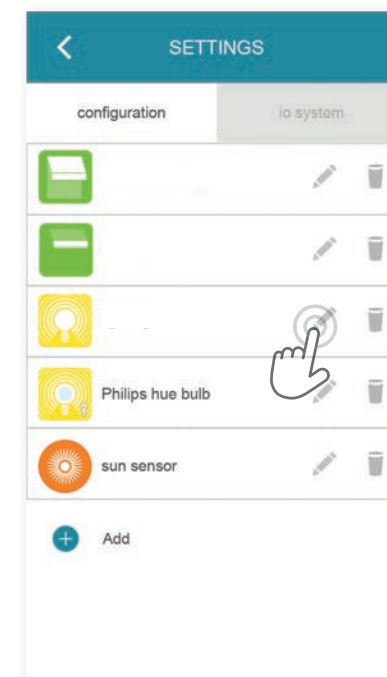 SETTINGS
configuration
io system
Philips hue bulb
sun sensor
Add